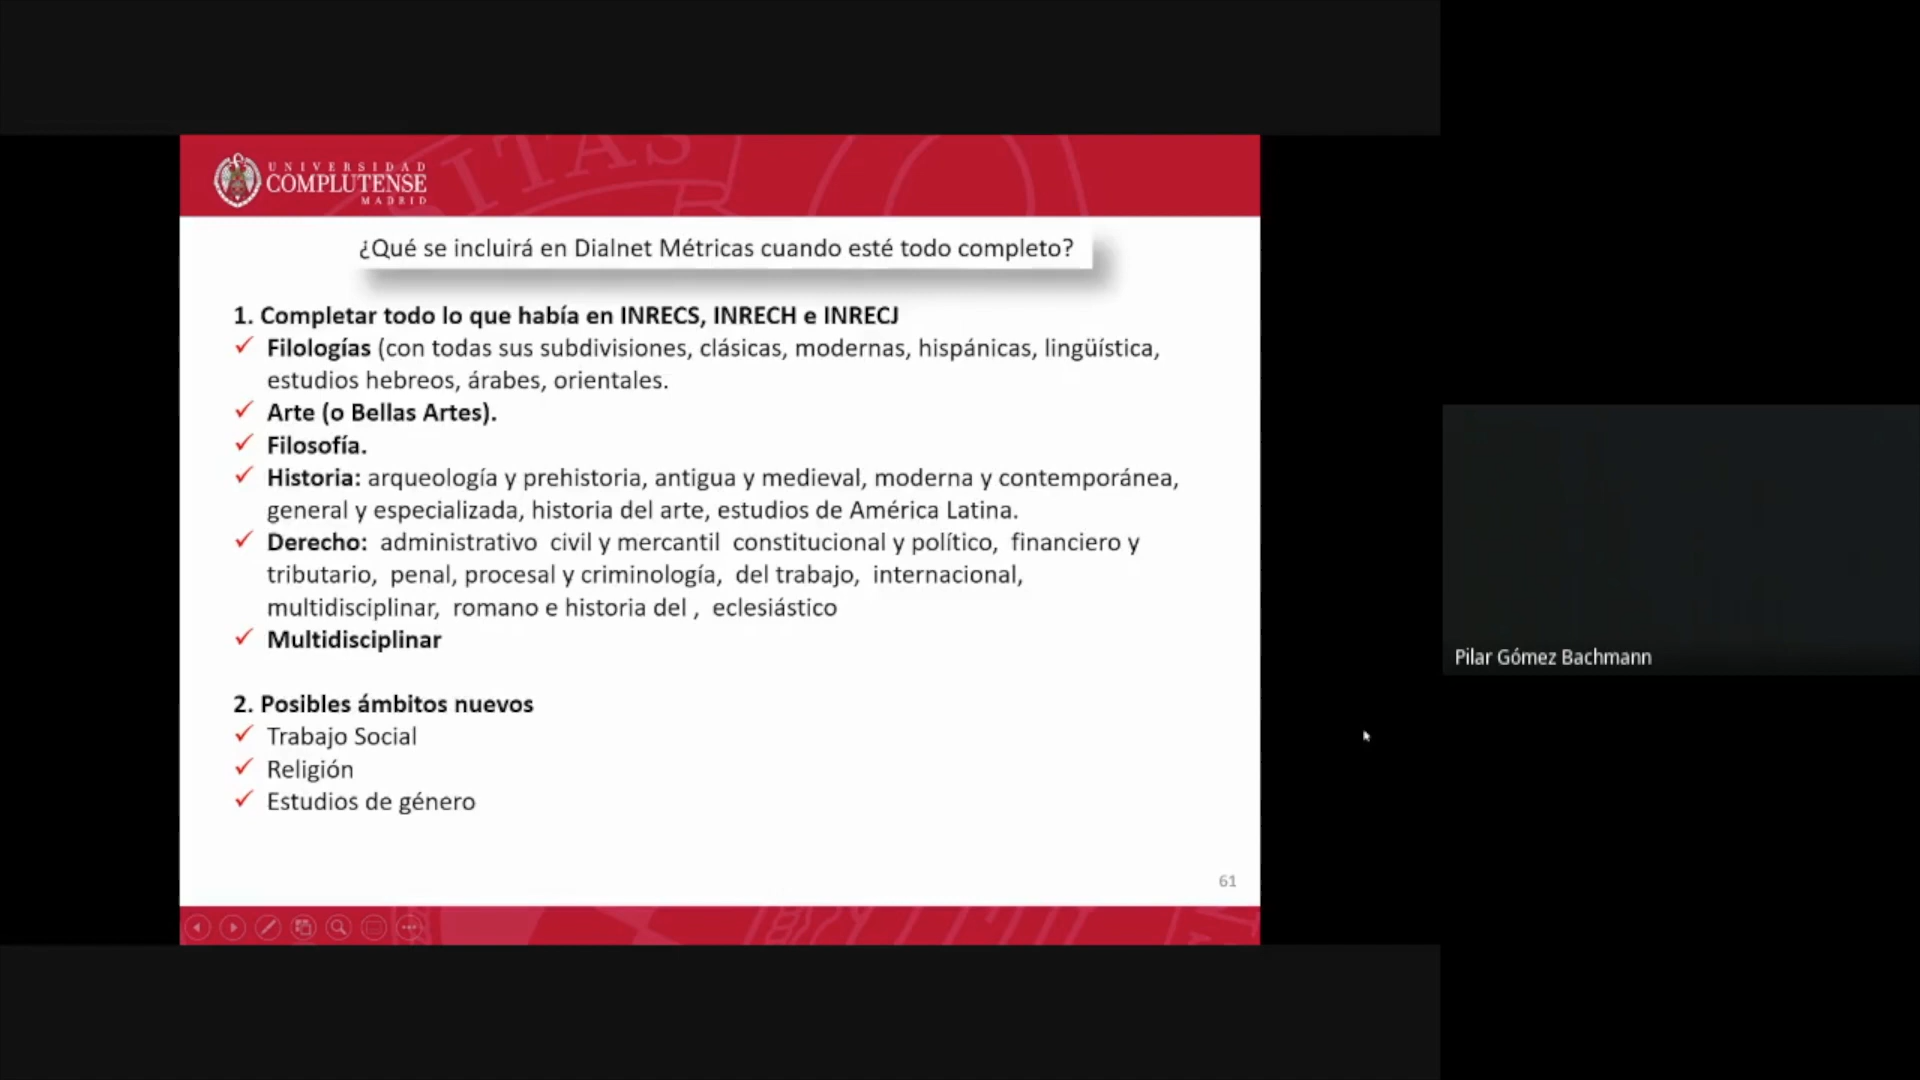 UNIVERSIDAD
COMPLUTENSE
MADRID
¿Qué se incluirá en Dialnet Métricas cuando esté todo completo?
1. Completar todo lo que había en INRECS, INRECH e INRECJ
✓ Filologías (con todas sus subdivisiones, clásicas, modernas, hispánicas, lingüística,
estudios hebreos, árabes, orientales.
✓ Arte (o Bellas Artes).
✓ Filosofía.
✓ Historia: arqueología y prehistoria, antigua y medieval, moderna y contemporánea,
general y especializada, historia del arte, estudios de América Latina.
✓ Derecho: administrativo civil y mercantil constitucional y político, financiero y
tributario, penal, procesal y criminología, del trabajo, internacional,
multidisciplinar, romano e historia del , eclesiástico
✓ Multidisciplinar
2. Posibles ámbitos nuevos
✓ Trabajo Social
✓ Religión
✓ Estudios de género
61
Pilar Gómez Bachmann